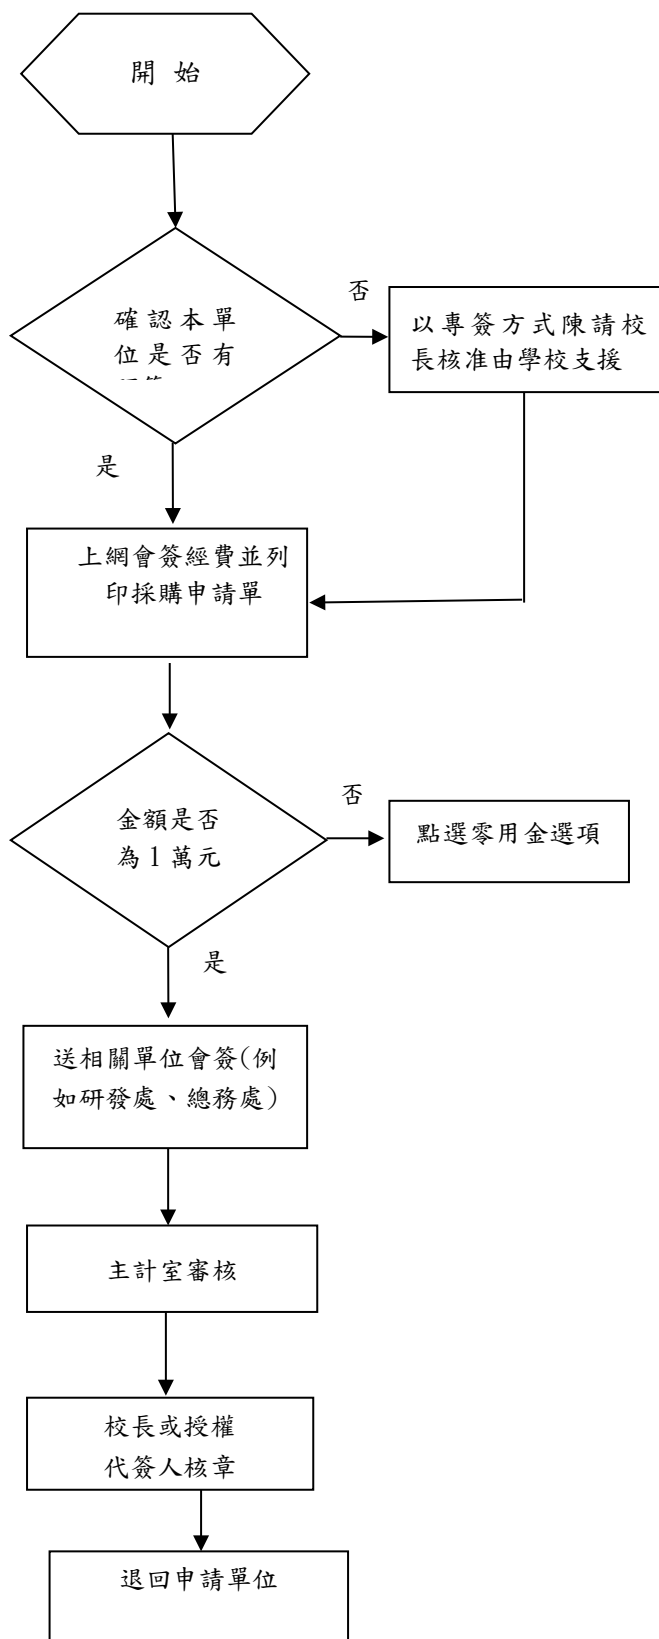 開 始
確認本單
位是否有
否
以專簽方式陳請校
長核准由學校支援
是
上網會簽經費並列
印採購申請單
金額是否
為1萬元
否
點選零用金選項
是
送相關單位會簽(例
如研發處、總務處)
主計室審核
校長或授權
代簽人核章
退回申請單位